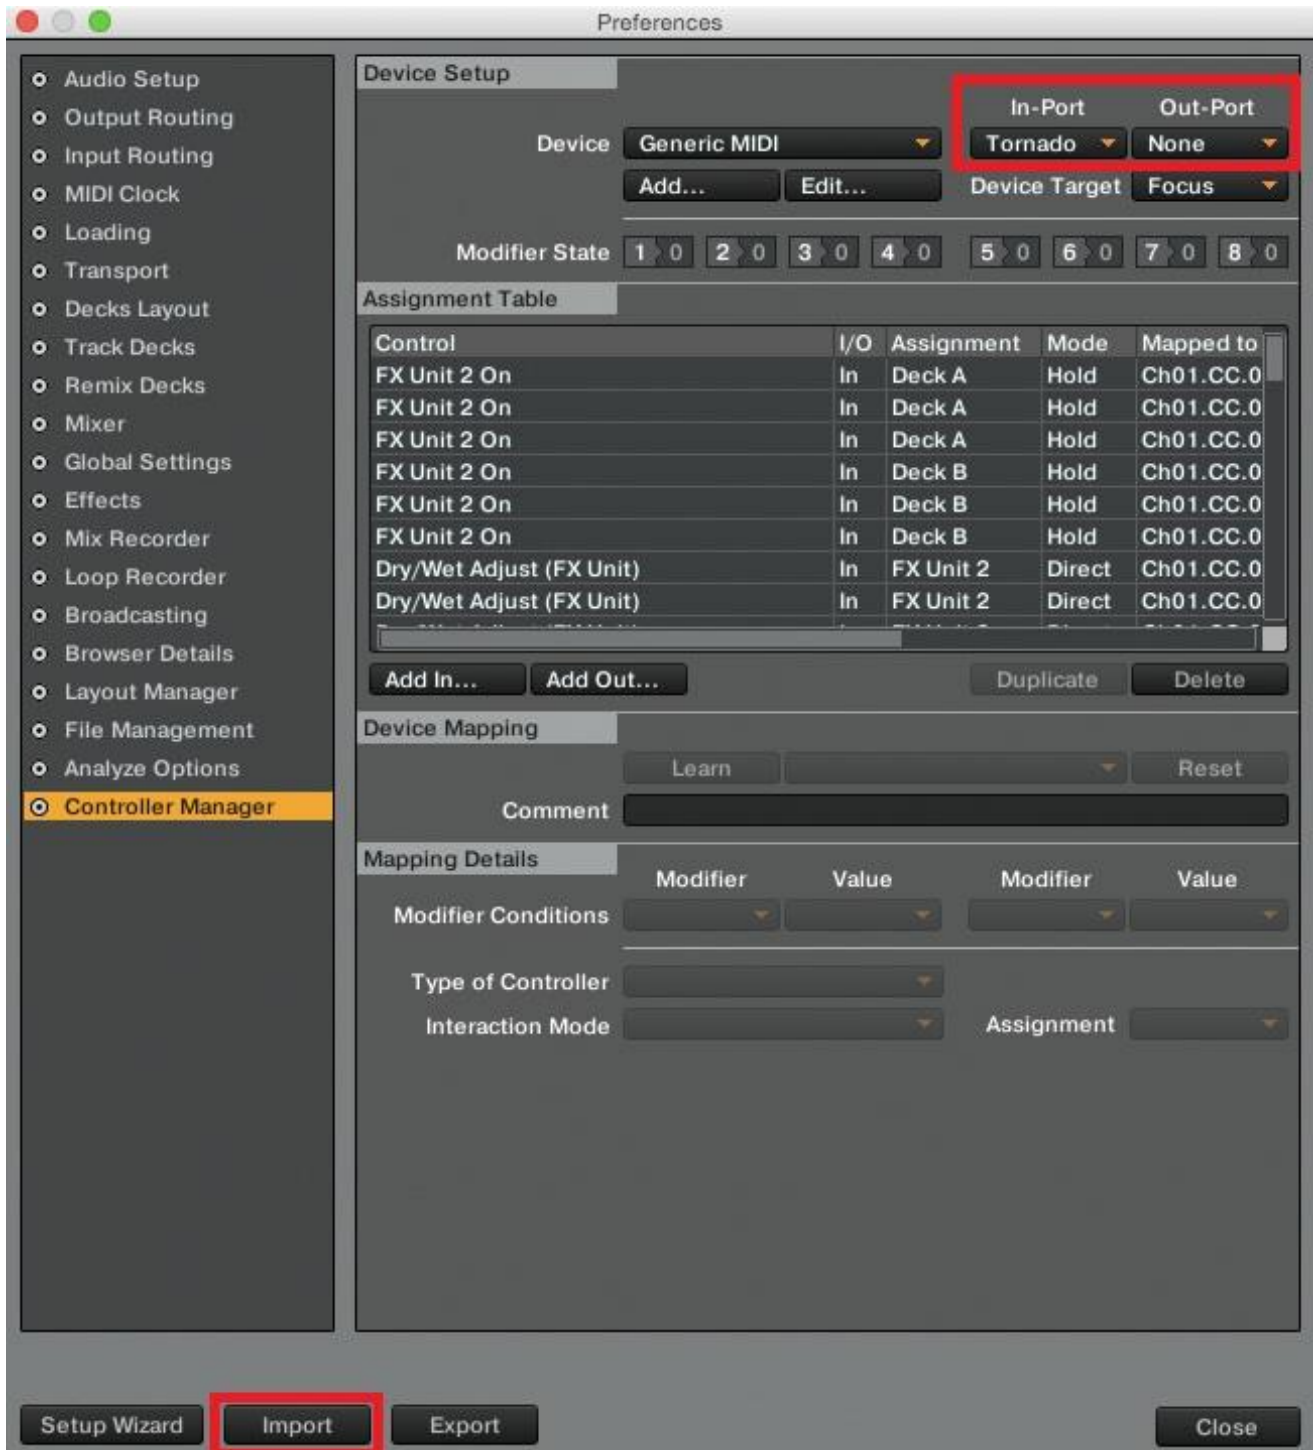 Preferences
Audio Setup
Output Routing
Input Routing
MIDI Clock
Loading
Transport
Decks Layout
Track Decks
Remix Decks
Mixer
Global Settings
Effects
Mix Recorder
Loop Recorder
Broadcasting
Browser Details
Layout Manager
File Management
Analyze Options
Controller Manager
Device Setup
In-Port Out-Port
Device Generic MIDI Tornado None
Add... Edit... Device Target Focus
Modifier State 1 0 2 0 3 0 4 0 5 0 6 0 7 0 8 0
Assignment Table
Control I/O Assignment Mode Mapped to
FX Unit 2 On In Deck A Hold Ch01.CC.0
FX Unit 2 On In Deck A Hold Ch01.CC.0
FX Unit 2 On In Deck A Hold Ch01.CC.0
FX Unit 2 On In Deck B Hold Ch01.CC.0
FX Unit 2 On In Deck B Hold Ch01.CC.0
FX Unit 2 On In Deck B Hold Ch01.CC.0
Dry/Wet Adjust (FX Unit) In FX Unit 2 Direct Ch01.CC.0
Dry/Wet Adjust (FX Unit) In FX Unit 2 Direct Ch01.CC.0
Add In... Add Out... Duplicate Delete
Device Mapping
Learn Reset
Comment
Mapping Details
Modifier Value Modifier Value
Modifier Conditions
Type of Controller
Interaction Mode Assignment
Setup Wizard Import Export Close